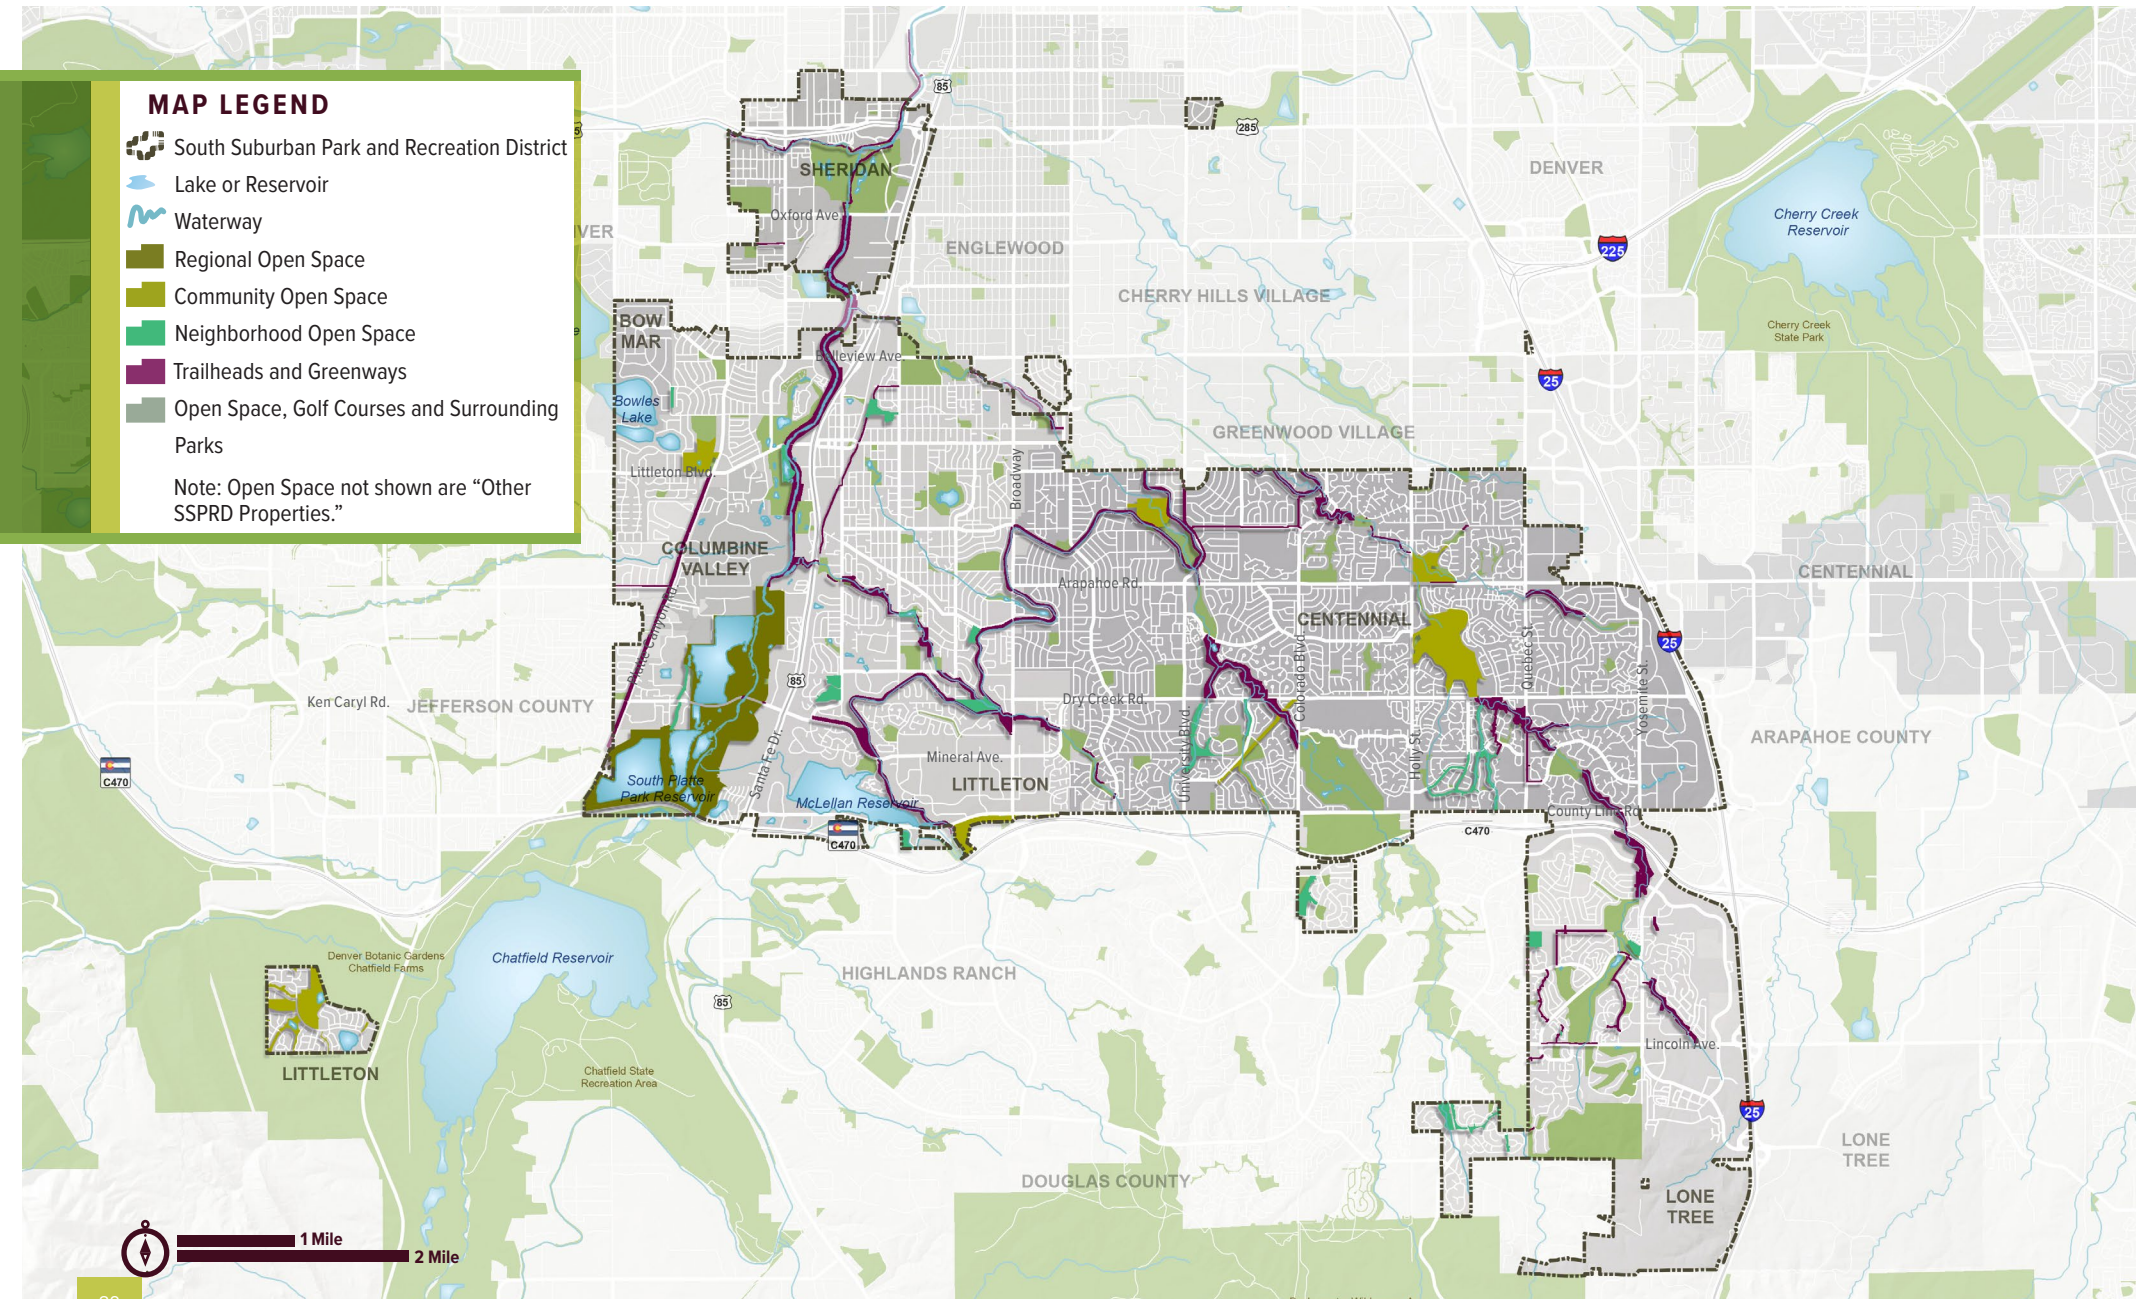 MAP LEGEND
South Suburban Park and Recreation District
Lake or Reservoir
Waterway
Regional Open Space
Community Open Space
Neighborhood Open Space
Trailheads and Greenways
Open Space, Golf Courses and Surrounding
Parks
Note: Open Space not shown are “Other
SSPRD Properties.”
85
285
SHERIDAN
DENVER
Oxford Ave.
Cherry Creek
Reservoir
225
ENGLEWOOD
CHERRY HILLS VILLAGE
BOW
MAR
Cherry Creek
State Park
Belleview Ave.
25
Bowles
Lake
GREENWOOD VILLAGE
Littleton Blvd.
Broadway
COLUMBINE
VALLEY
Arapahoe Rd.
CENTENNIAL
CENTENNIAL
Platte Canyon Rd.
Colorado Blvd.
Quebec St.
Yosemite St.
25
85
Ken Caryl Rd.
JEFFERSON COUNTY
Dry Creek Rd.
University Blvd.
Holly St.
ARAPAHOE COUNTY
Santa Fe Dr.
Mineral Ave.
LITTLETON
C470
South Platte
Park Reservoir
McLellan Reservoir
County Line Rd.
C470
C470
Denver Botanic Gardens
Chatfield Farms
Chatfield Reservoir
HIGHLANDS RANCH
85
Lincoln Ave.
LITTLETON
Chatfield State
Recreation Area
25
LONE
TREE
DOUGLAS COUNTY
LONE
TREE
1 Mile
2 Mile